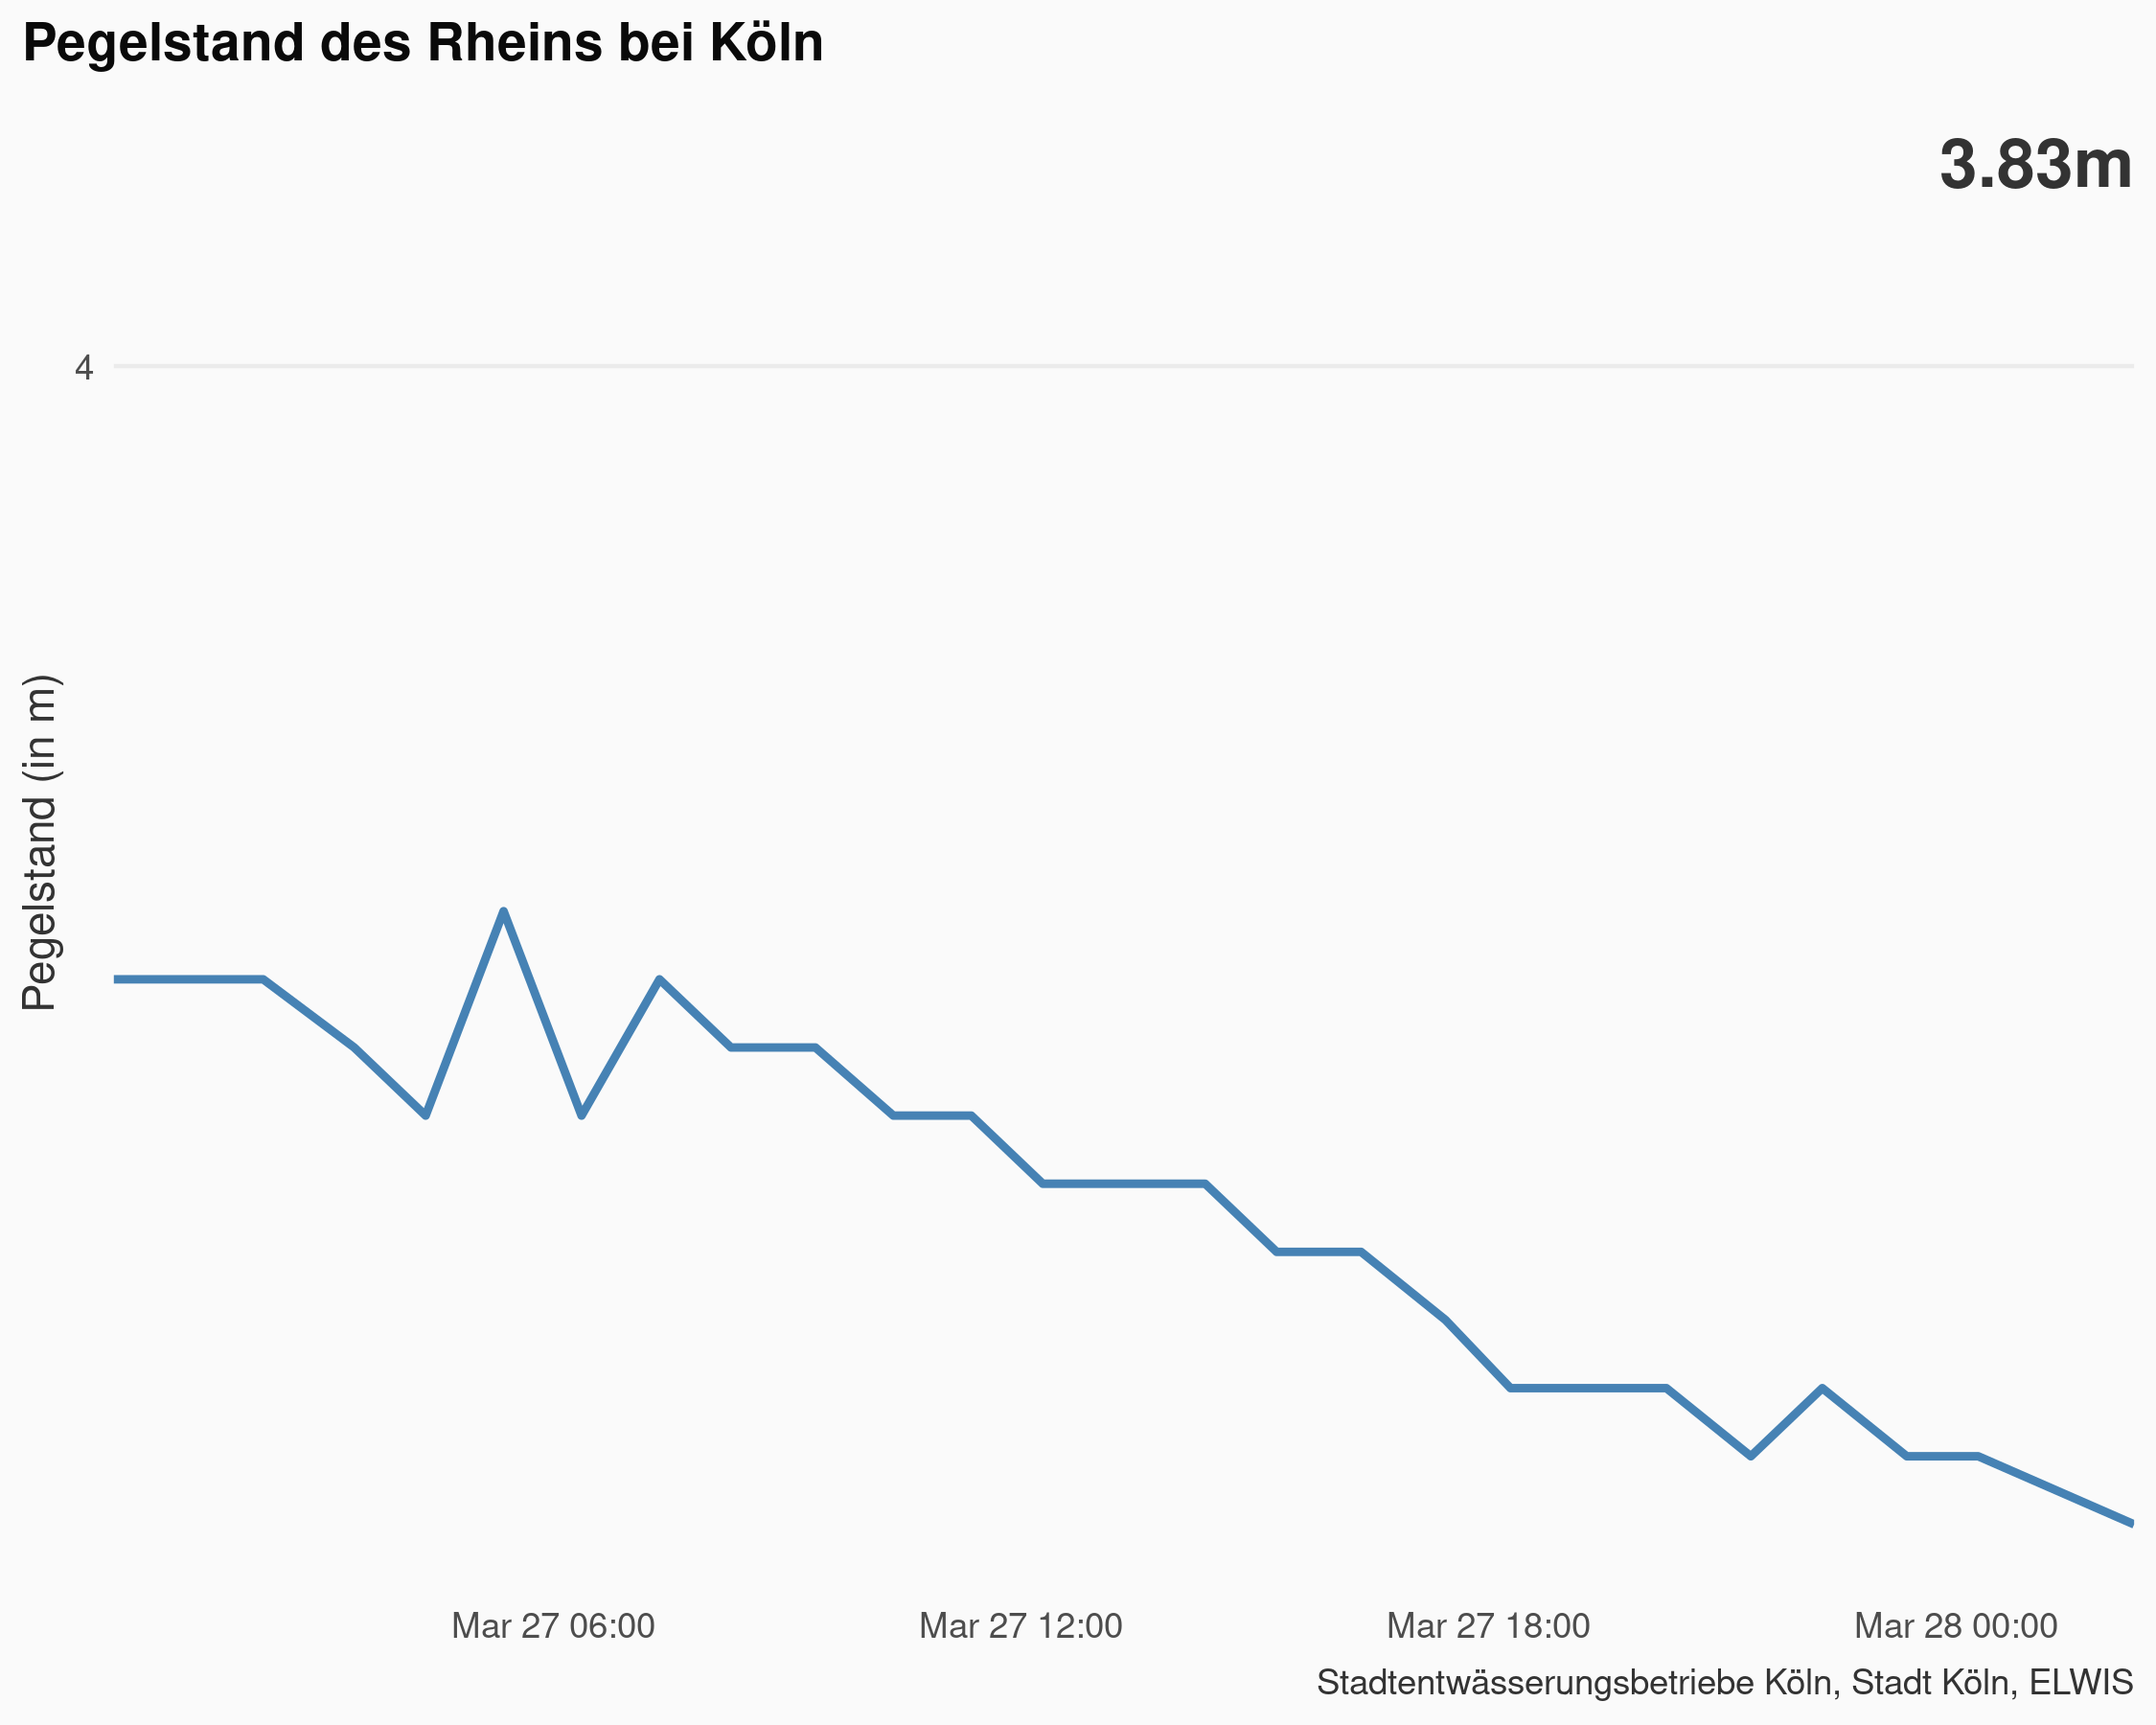 Pegelstand des Rheins bei Köln
3.83m
4
Pegelstand (in m)
Mar 27 06:00
Mar 27 12:00
Mar 27 18:00
Mar 28 00:00
Stadtentwässerungsbetriebe Köln, Stadt Köln, ELWIS